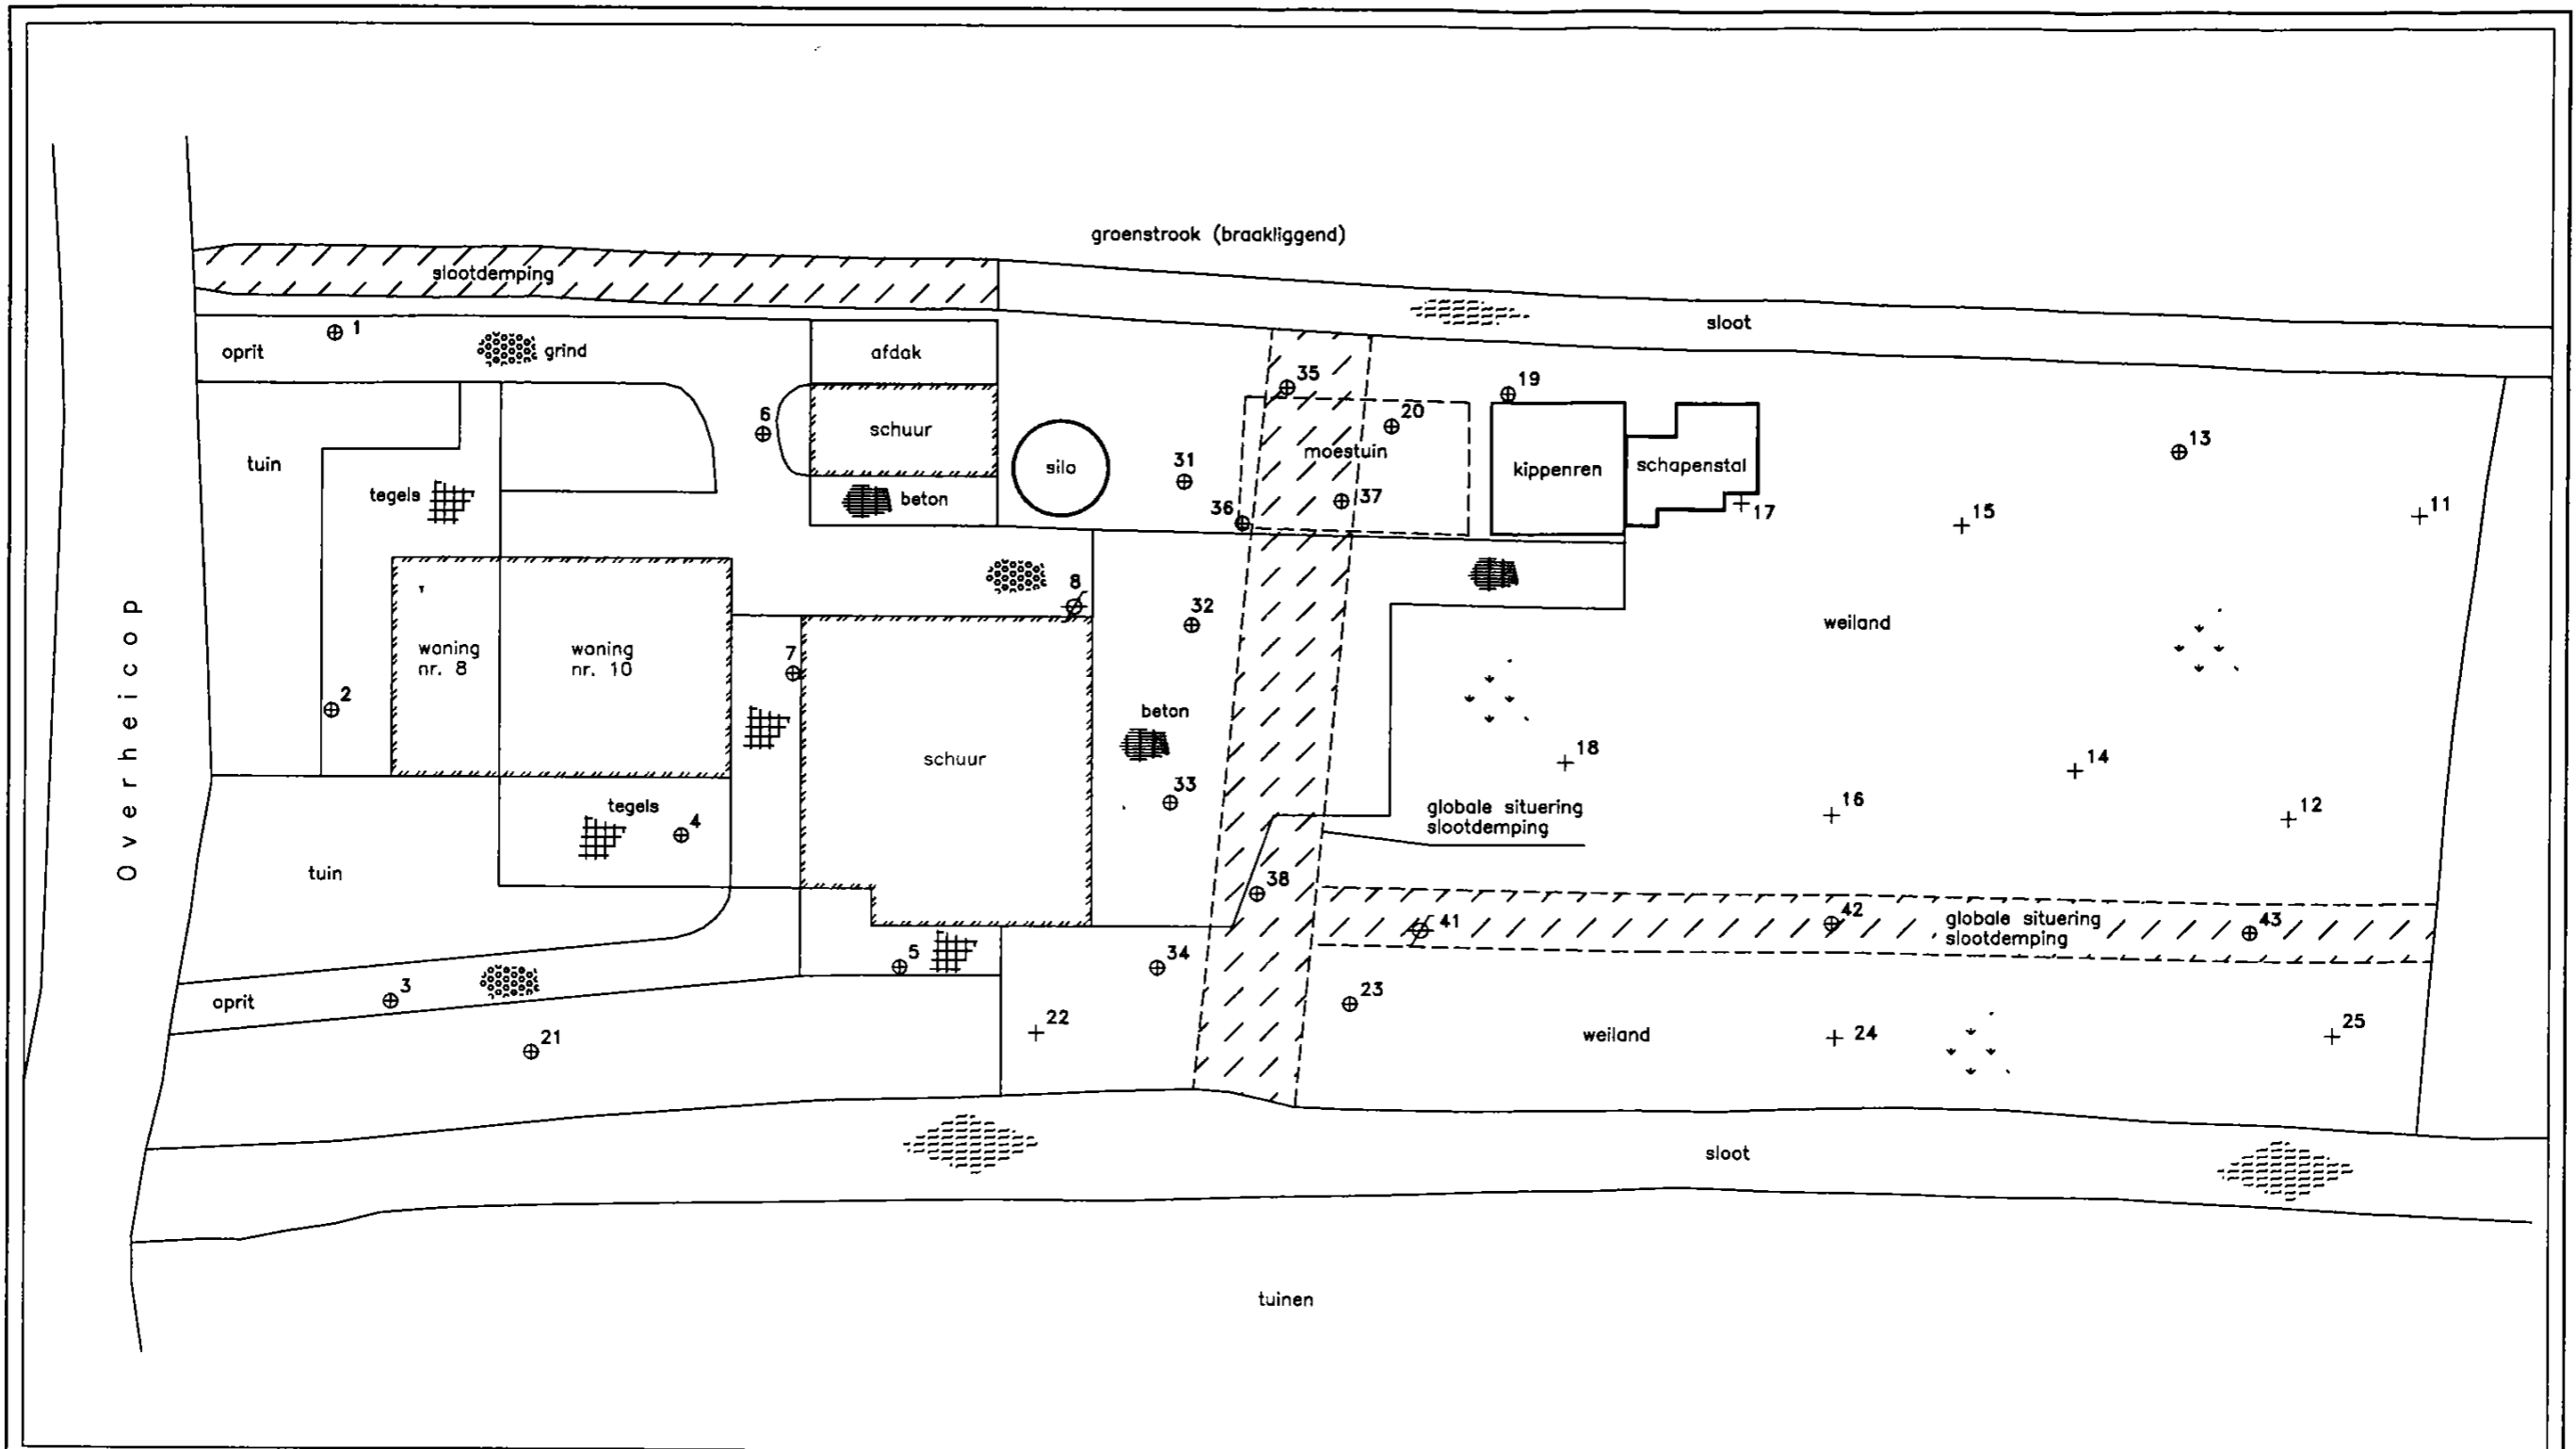 groenstrook (braakliggend)
slootdemping
sloot
1
oprit
grind
afdak
35
19
6
20
13
schuur
moestuin
silo
31
tuin
kippenren
schapenstal
tegels
beton
37
36
17
15
11
8
32
Overheicop
weiland
woning
nr. 8
woning
nr. 10
7
2
beton
18
14
schuur
33
16
12
tegels
4
globale situering
slootdemping
tuin
38
41
42
globale situering
slootdemping
43
5
34
3
oprit
23
21
22
weiland
24
25
sloot
tuinen